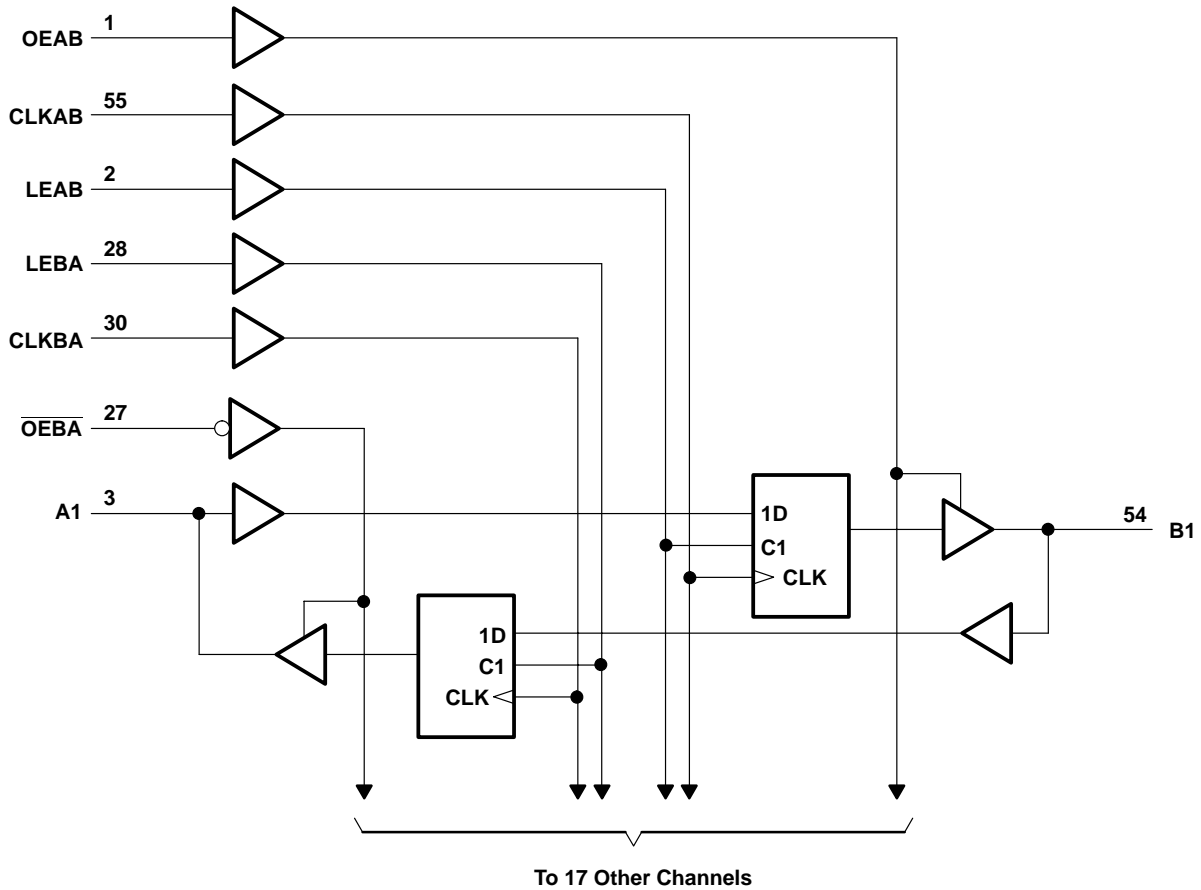 OEAB 1
CLKAB 55
LEAB 2
LEBA 28
CLKBA 30
OEBA 27
A1 3
1D
C1
CLK
54 B1
1D
C1
CLK
To 17 Other Channels